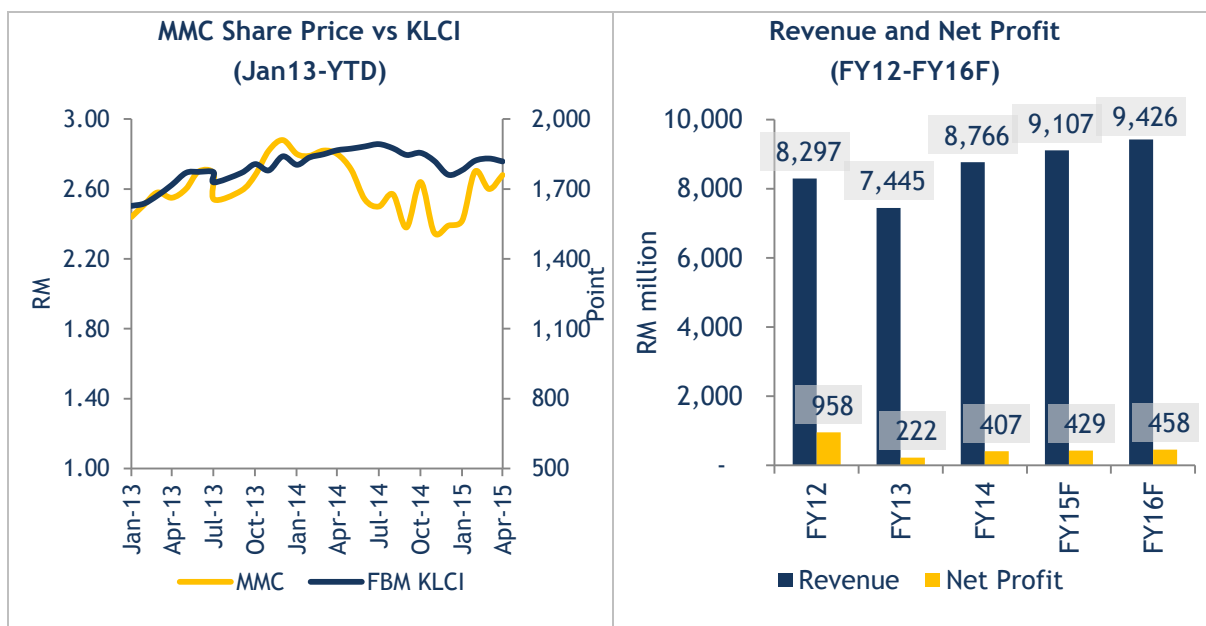 MMC Share Price vs KLCI
(Jan13-YTD)
3.00
2.60
2.20
1.80
1.40
1.00
RM
2,000
1,700
1,400
1,100
800
500
Point
Jan-13
Apr-13
Jul-13
Oct-13
Jan-14
Apr-14
Jul-14
Oct-14
Jan-15
Apr-15
MMC
FBM KLCI
Revenue and Net Profit
(FY12-FY16F)
10,000
8,000
6,000
4,000
2,000
-
RM million
8,297
7,445
8,766
9,107
9,426
958
222
407
429
458
FY12
FY13
FY14
FY15F
FY16F
Revenue
Net Profit